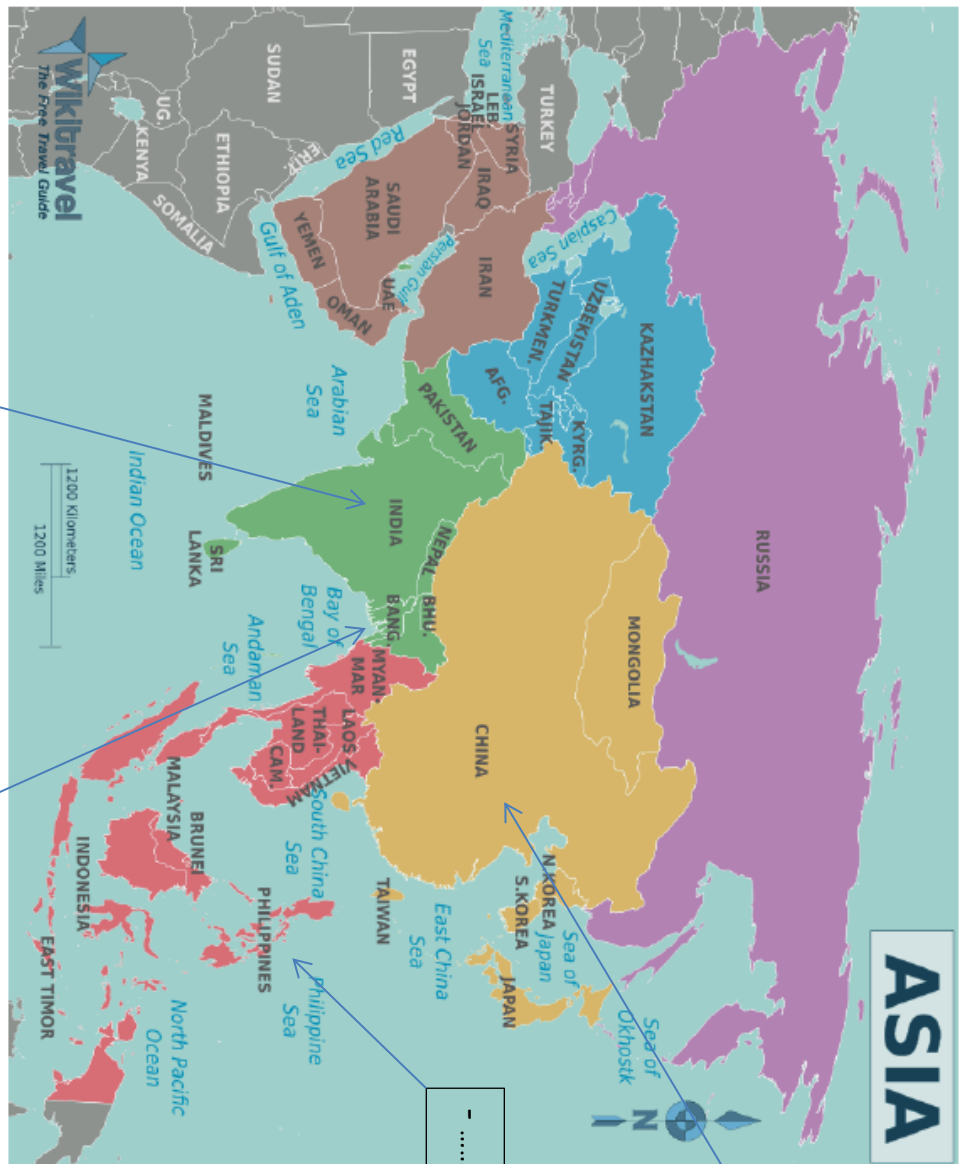 ASIA
RUSSIA
Sea of
Okhostk
N
KAZHAKSTAN
MONGOLIA
TURKEY
Caspian
Sea
UZBEKISTAN
TURKMEN.
KYRG.
TAJIK.
AFG.
CHINA
N.KOREA
S.KOREA
Sea of
Japan
JAPAN
Mediterranean
Sea
SYRIA
LEB
ISRAEL
JORDAN
IRAQ
IRAN
PAKISTAN
NEPAL
BHU.
BANG.
INDIA
EGYPT
Red Sea
SAUDI
ARABIA
Persian Gulf
UAE
OMAN
YEMEN
Gulf of Aden
Arabian
Sea
East China
Sea
TAIWAN
MYAN.
MAR
LAOS
THAI-
LAND
VIETNAM
CAM.
Bay of
Bengal
Andaman
Sea
South China
Sea
PHILIPPINES
Philippine
Sea
SUDAN
ERIT.
ETHIOPIA
SOMALIA
UG.
KENYA
MALDIVES
SRI
LANKA
Indian Ocean
BRUNEI
MALAYSIA
INDONESIA
EAST TIMOR
North Pacific
Ocean
1200 Kilometers
1200 Miles
Wikitravel
The Free Travel Guide
- .....